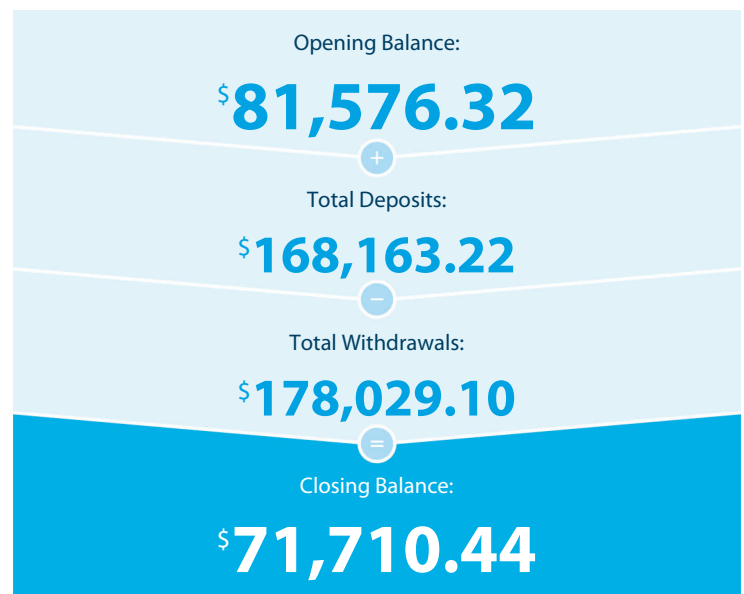 Opening Balance:
$81,576.32
+
Total Deposits:
$168,163.22
−
Total Withdrawals:
$178,029.10
=
Closing Balance:
$71,710.44